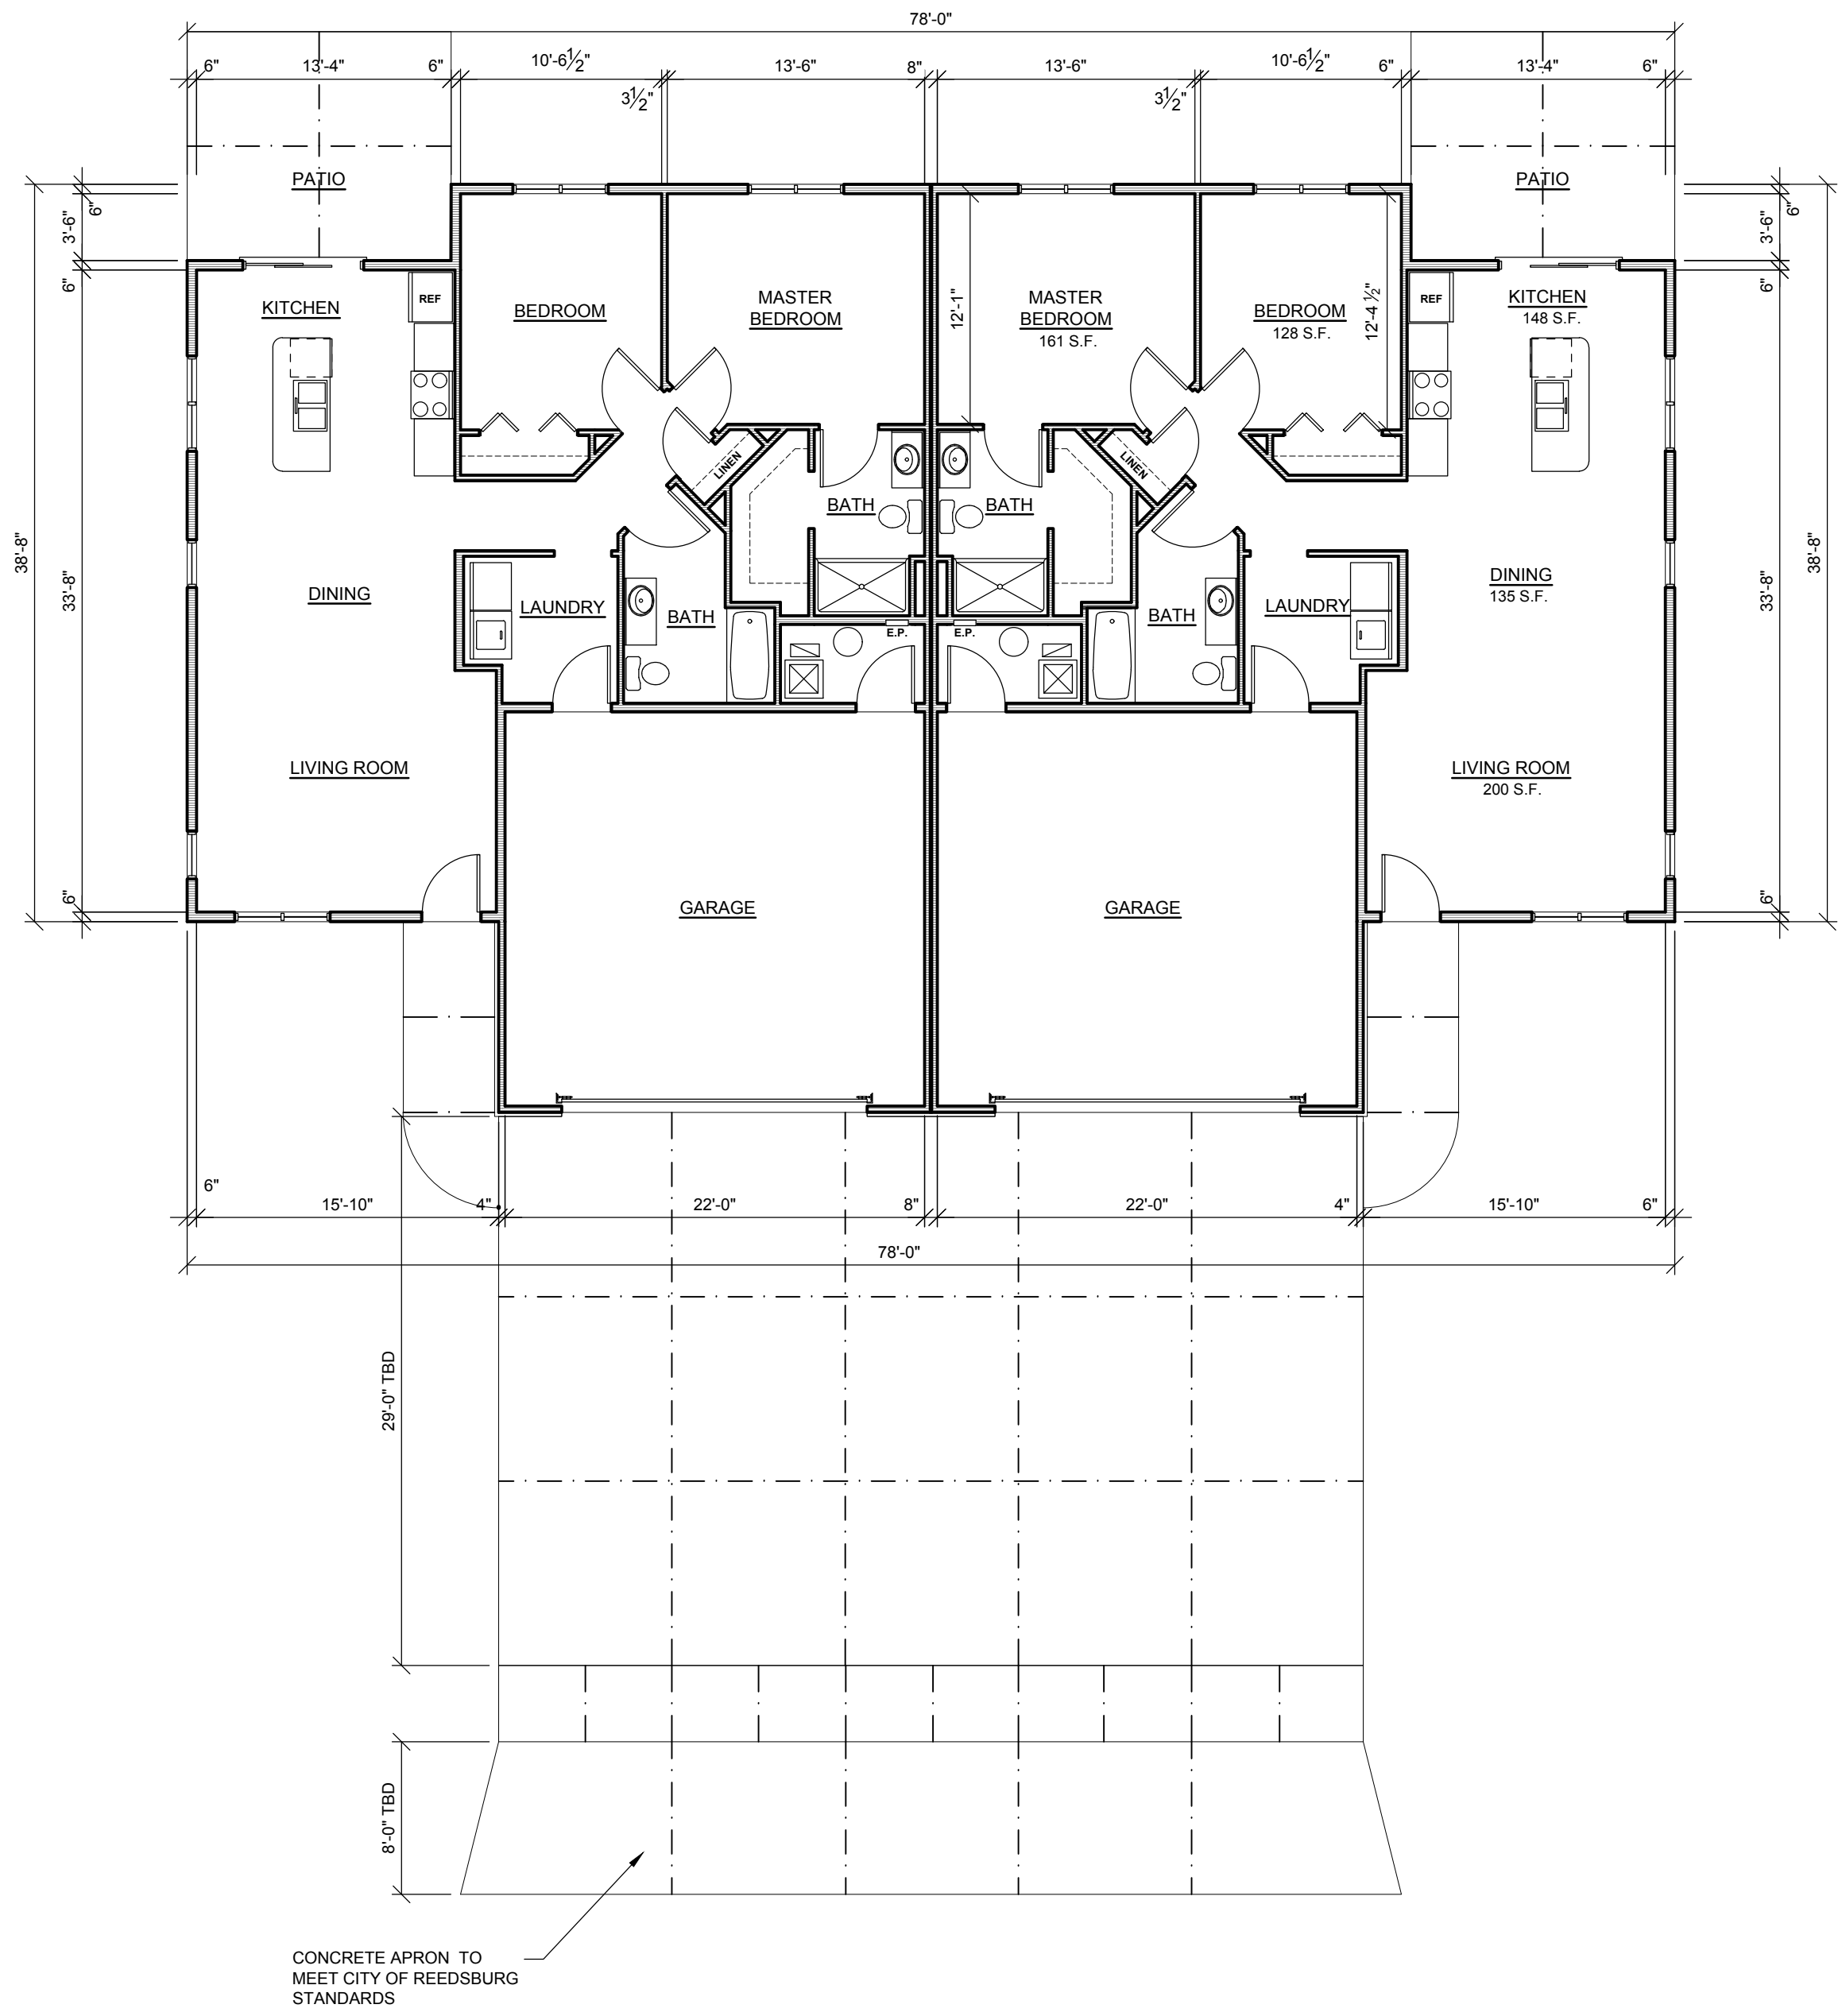 78'-0"
6" 13'-4" 6" 10'-6½" 13'-6" 8" 13'-6" 10'-6½" 6" 13'-4" 6"
3½" 3½"
PATIO PATIO
6" 6"
3'-6" 3'-6"
6" 6"
KITCHEN REF BEDROOM MASTER
BEDROOM
12'-1" MASTER
BEDROOM
161 S.F.
BEDROOM
128 S.F.
12'-4 ½" REF KITCHEN
148 S.F.
LINEN LINEN
BATH BATH
38'-8" 33'-8" 33'-8" 38'-8"
DINING LAUNDRY BATH E.P. E.P. BATH LAUNDRY DINING
135 S.F.
LIVING ROOM LIVING ROOM
200 S.F.
6" 6"
GARAGE GARAGE
6" 15'-10" 4" 22'-0" 8" 22'-0" 4" 15'-10" 6"
78'-0"
29'-0" TBD
8'-0" TBD
CONCRETE APRON TO
MEET CITY OF REEDSBURG
STANDARDS